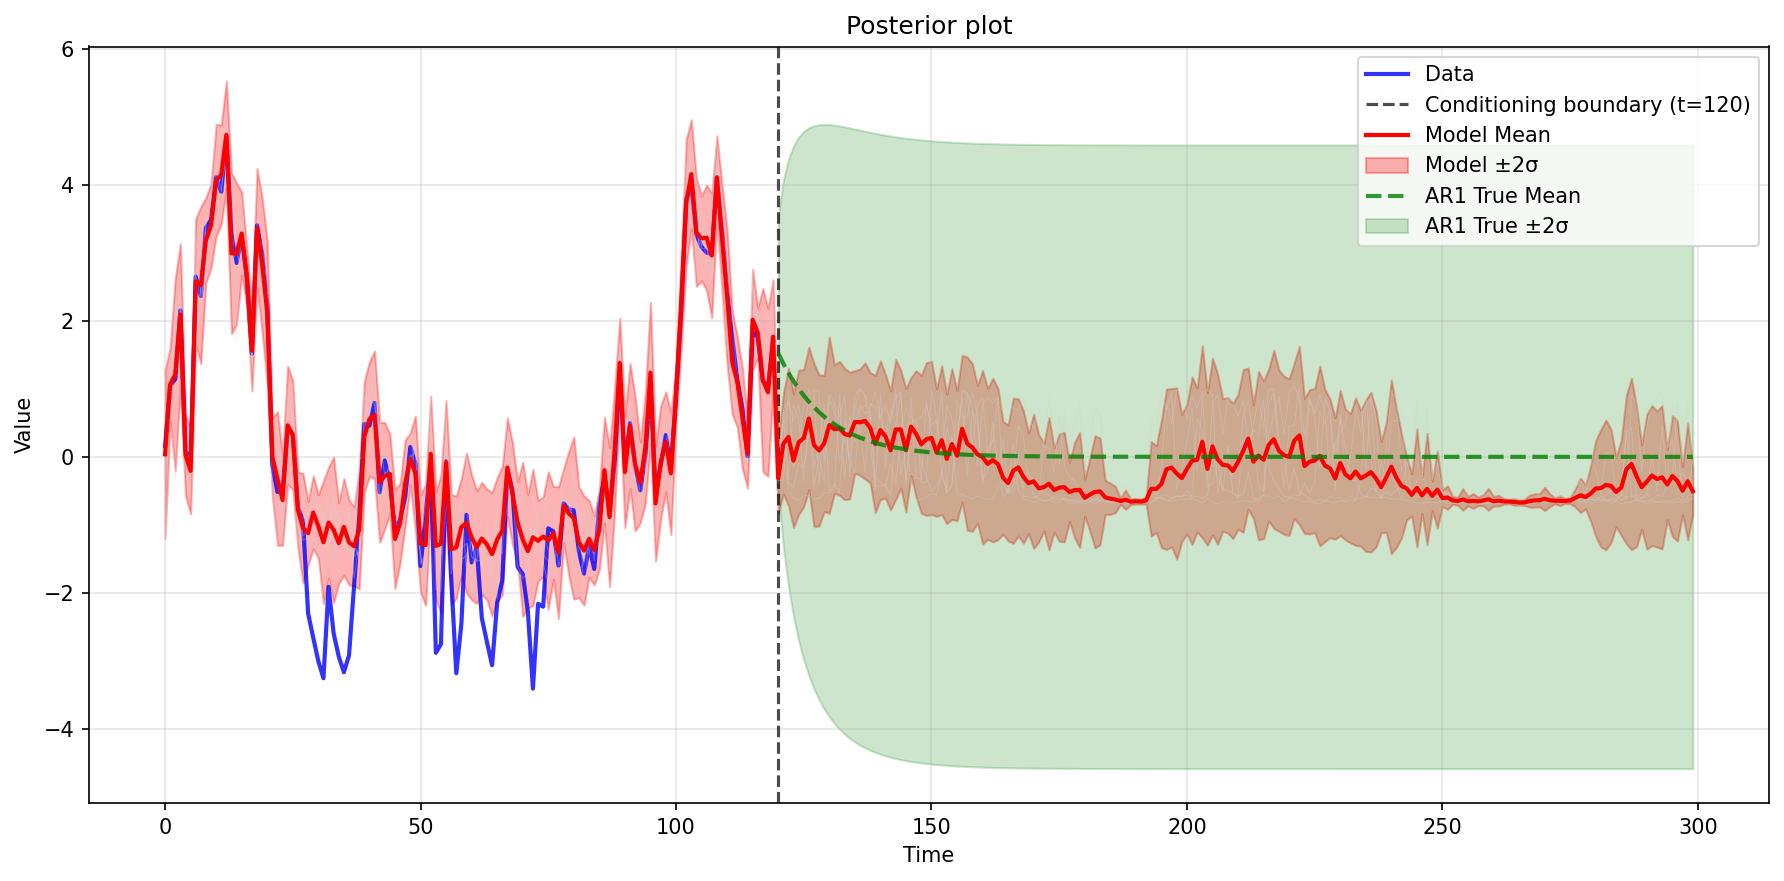 Posterior plot
6
4
2
0
−2
−4
Value
0
50
100
150
200
250
300
Time
Data
Conditioning boundary (t=120)
Model Mean
Model ±2σ
AR1 True Mean
AR1 True ±2σ